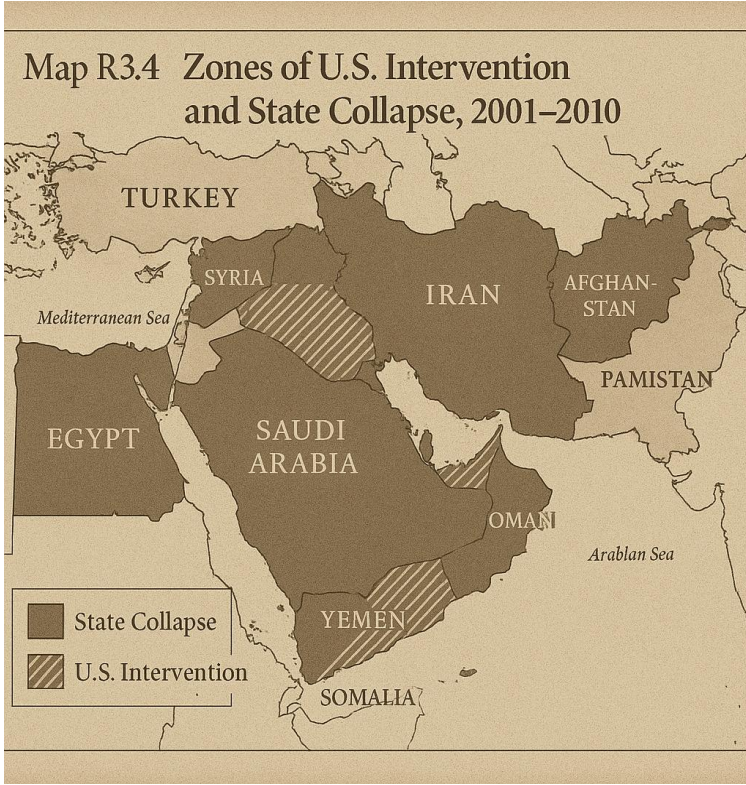 Map R3.4 Zones of U.S. Intervention
and State Collapse, 2001–2010
TURKEY
SYRIA
IRAN
AFGHAN-
STAN
Mediterranean Sea
PAMISTAN
EGYPT
SAUDI
ARABIA
OMAN
Arablan Sea
YEMEN
State Collapse
U.S. Intervention
SOMALIA